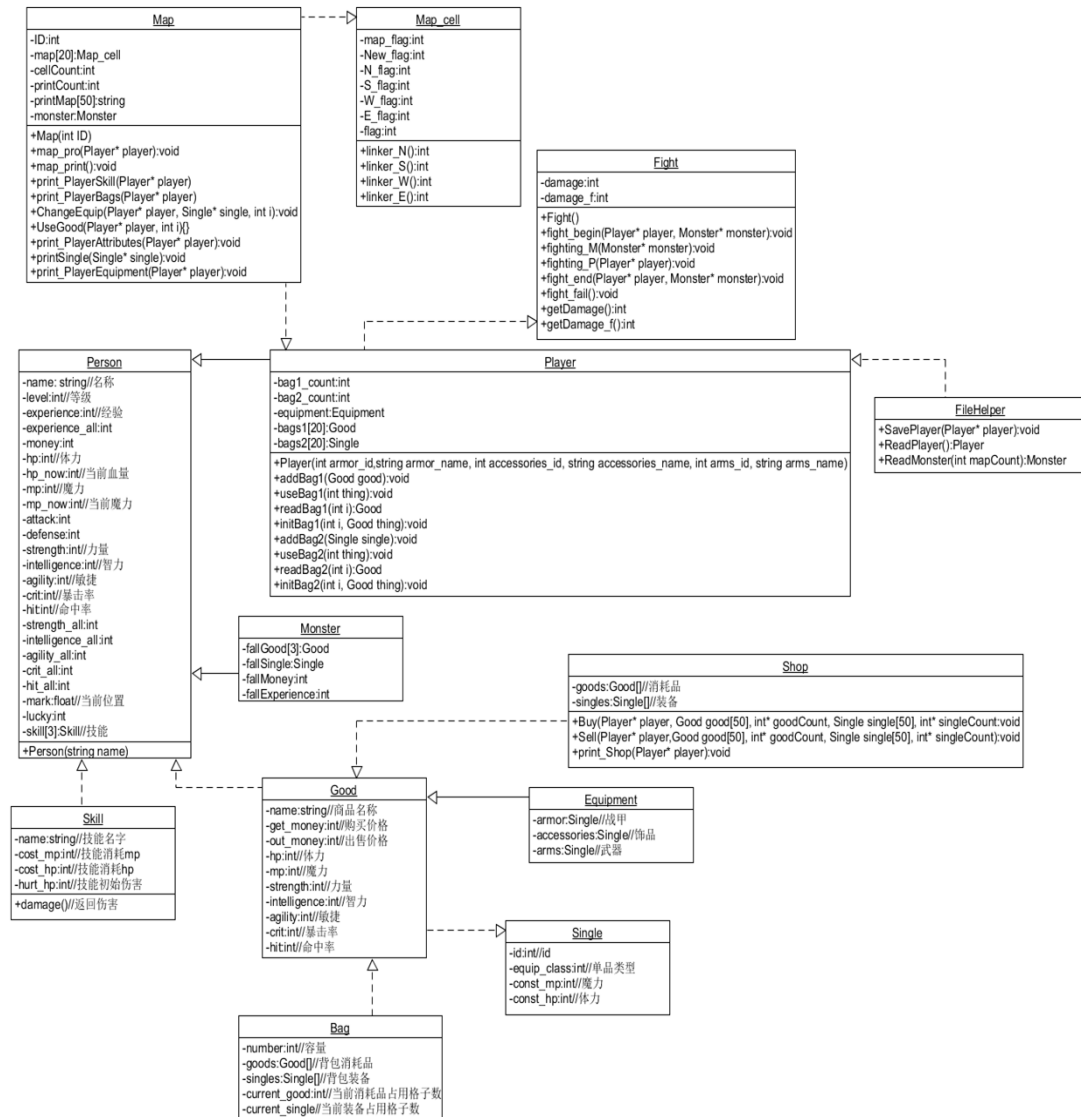 Map
-ID:int
-map[20]:Map_cell
-cellCount:int
-printCount:int
-printMap[50]:string
-monster:Monster
+Map(int ID)
+map_pro(Player* player):void
+map_print():void
+print_PlayerSkill(Player* player)
+print_PlayerBags(Player* player)
+ChangeEquip(Player* player, Single* single, int i):void
+UseGood(Player* player, int i){}
+print_PlayerAttributes(Player* player):void
+printSingle(Single* single):void
+print_PlayerEquipment(Player* player):void
Map_cell
-map_flag:int
-New_flag:int
-N_flag:int
-S_flag:int
-W_flag:int
-E_flag:int
-flag:int
+linker_N():int
+linker_S():int
+linker_W():int
+linker_E():int
Fight
-damage:int
-damage_f:int
+Fight()
+fight_begin(Player* player, Monster* monster):void
+fighting_M(Monster* monster):void
+fighting_P(Player* player):void
+fight_end(Player* player, Monster* monster):void
+fight_fail():void
+getDamage():int
+getDamage_f():int
Person
-name: string//名称
-level:int//等级
-experience:int//经验
-experience_all:int
-money:int
-hp:int//体力
-hp_now:int//当前血量
-mp:int//魔力
-mp_now:int//当前魔力
-attack:int
-defense:int
-strength:int//力量
-intelligence:int//智力
-agility:int//敏捷
-crit:int//暴击率
-hit:int//命中率
-strength_all:int
-intelligence_all:int
-agility_all:int
-crit_all:int
-hit_all:int
-mark:float//当前位置
-lucky:int
-skill[3]:Skill//技能
+Person(string name)
Player
-bag1_count:int
-bag2_count:int
-equipment:Equipment
-bags1[20]:Good
-bags2[20]:Single
+Player(int armor_id,string armor_name, int accessories_id, string accessories_name, int arms_id, string arms_name)
+addBag1(Good good):void
+useBag1(int thing):void
+readBag1(int i):Good
+initBag1(int i, Good thing):void
+addBag2(Single single):void
+useBag2(int thing):void
+readBag2(int i):Good
+initBag2(int i, Good thing):void
FileHelper
+SavePlayer(Player* player):void
+ReadPlayer():Player
+ReadMonster(int mapCount):Monster
Monster
-fallGood[3]:Good
-fallSingle:Single
-fallMoney:int
-fallExperience:int
Shop
-goods:Good[]//消耗品
-singles:Single[]//装备
+Buy(Player* player, Good good[50], int* goodCount, Single single[50], int* singleCount:void
+Sell(Player* player,Good good[50], int* goodCount, Single single[50], int* singleCount):void
+print_Shop(Player* player):void
Skill
-name:string//技能名字
-cost_mp:int//技能消耗mp
-cost_hp:int//技能消耗hp
-hurt_hp:int//技能初始伤害
+damage()//返回伤害
Good
-name:string//商品名称
-get_money:int//购买价格
-out_money:int//出售价格
-hp:int//体力
-mp:int//魔力
-strength:int//力量
-intelligence:int//智力
-agility:int//敏捷
-crit:int//暴击率
-hit:int//命中率
Equipment
-armor:Single//战甲
-accessories:Single//饰品
-arms:Single//武器
Single
-id:int//id
-equip_class:int//单品类型
-const_mp:int//魔力
-const_hp:int//体力
Bag
-number:int//容量
-goods:Good[]//背包消耗品
-singles:Single[]//背包装备
-current_good:int//当前消耗品占用格子数
-current_single//当前装备占用格子数